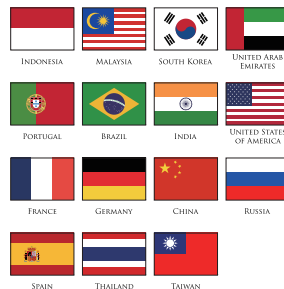 Indonesia
Malaysia
South Korea
United Arab
Emirates
Portugal
Brazil
India
United States
of America
France
Germany
China
Russia
Spain
Thailand
Taiwan